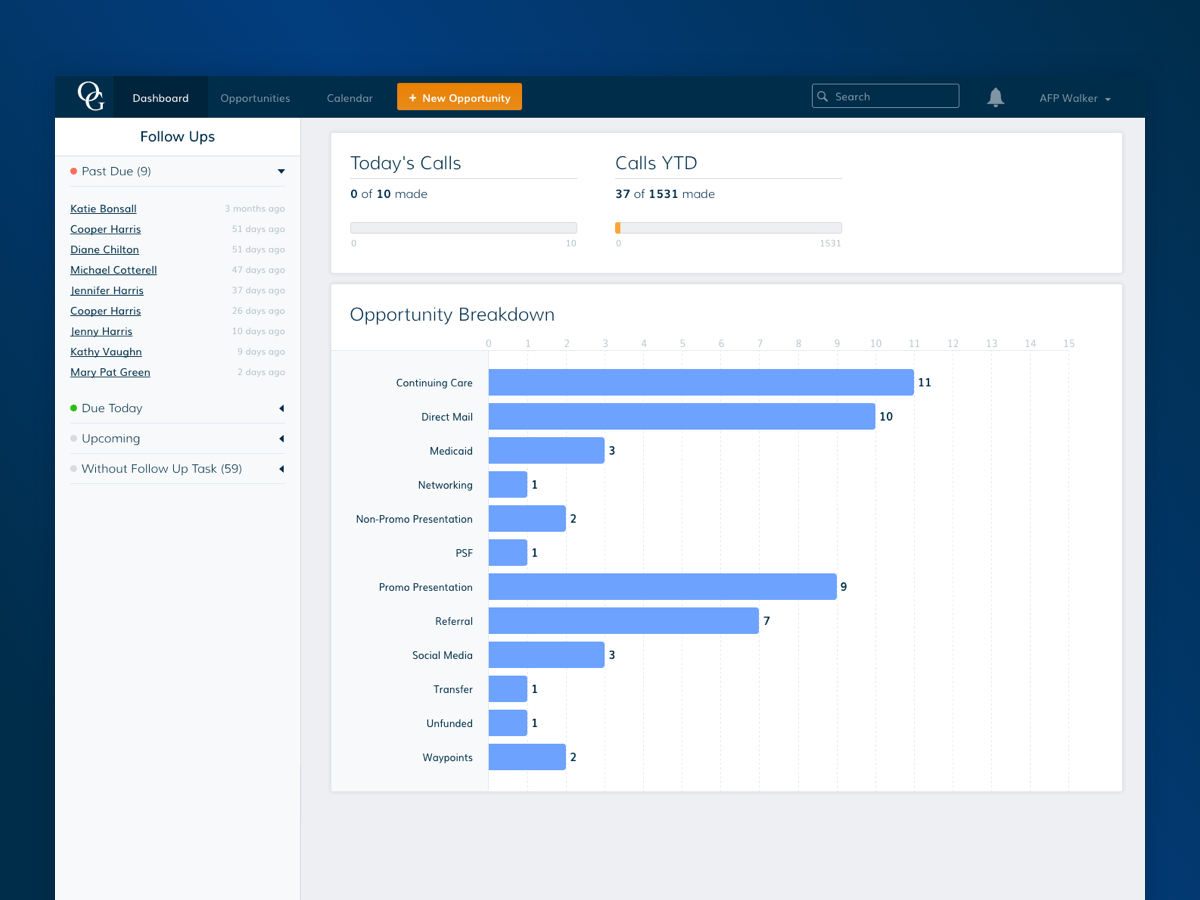 OG Dashboard Opportunities Calendar + New Opportunity Search AFP Walker
Follow Ups
Past Due (9)
Katie Bonsall 3 months ago
Cooper Harris 51 days ago
Diane Chilton 51 days ago
Michael Cotterell 47 days ago
Jennifer Harris 37 days ago
Cooper Harris 26 days ago
Jenny Harris 10 days ago
Kathy Vaughn 9 days ago
Mary Pat Green 2 days ago
Due Today
Upcoming
Without Follow Up Task (59)
Today's Calls
0 of 10 made
0 10
Calls YTD
37 of 1531 made
0 1531
Opportunity Breakdown
0 1 2 3 4 5 6 7 8 9 10 11 12 13 14 15
Continuing Care 11
Direct Mail 10
Medicaid 3
Networking 1
Non-Promo Presentation 2
PSF 1
Promo Presentation 9
Referral 7
Social Media 3
Transfer 1
Unfunded 1
Waypoints 2